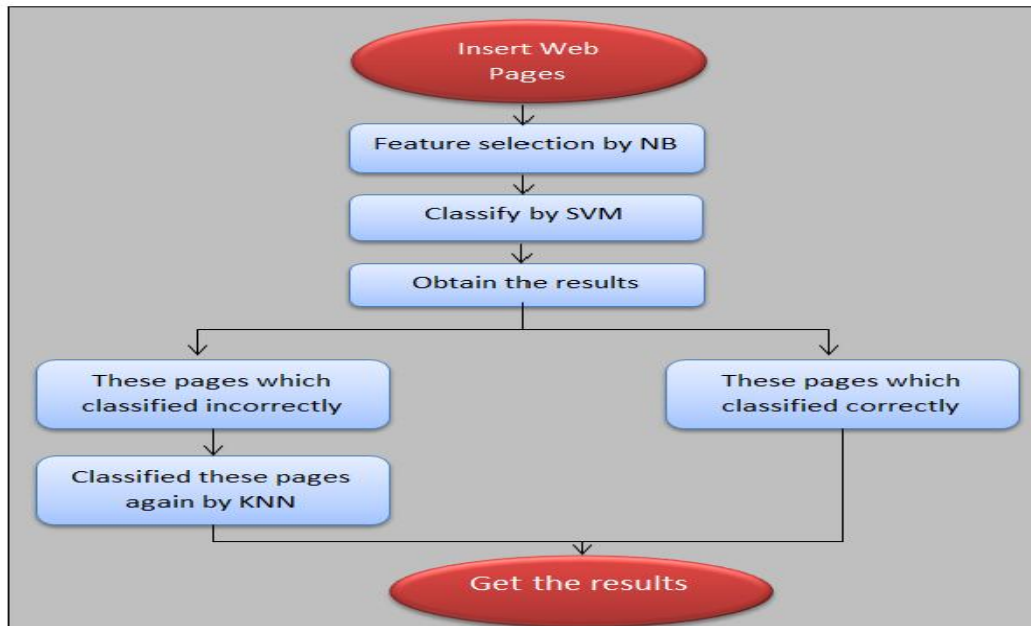 Insert Web
Pages
Feature selection by NB
Classify by SVM
Obtain the results
These pages which
classified incorrectly
These pages which
classified correctly
Classified these pages
again by KNN
Get the results